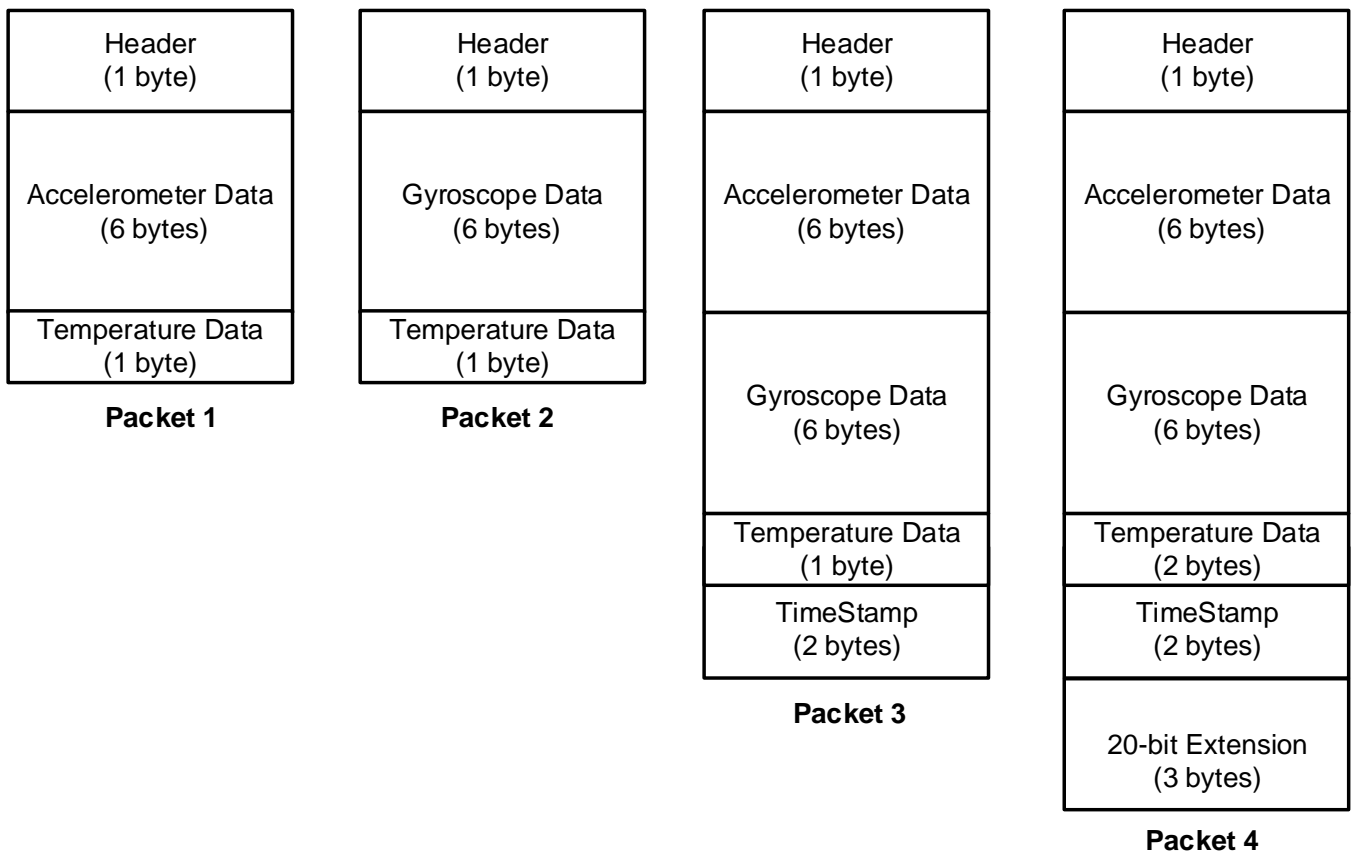 Header
(1 byte)
Accelerometer Data
(6 bytes)
Temperature Data
(1 byte)
Packet 1
Header
(1 byte)
Gyroscope Data
(6 bytes)
Temperature Data
(1 byte)
Packet 2
Header
(1 byte)
Accelerometer Data
(6 bytes)
Gyroscope Data
(6 bytes)
Temperature Data
(1 byte)
TimeStamp
(2 bytes)
Packet 3
Header
(1 byte)
Accelerometer Data
(6 bytes)
Gyroscope Data
(6 bytes)
Temperature Data
(2 bytes)
TimeStamp
(2 bytes)
20-bit Extension
(3 bytes)
Packet 4